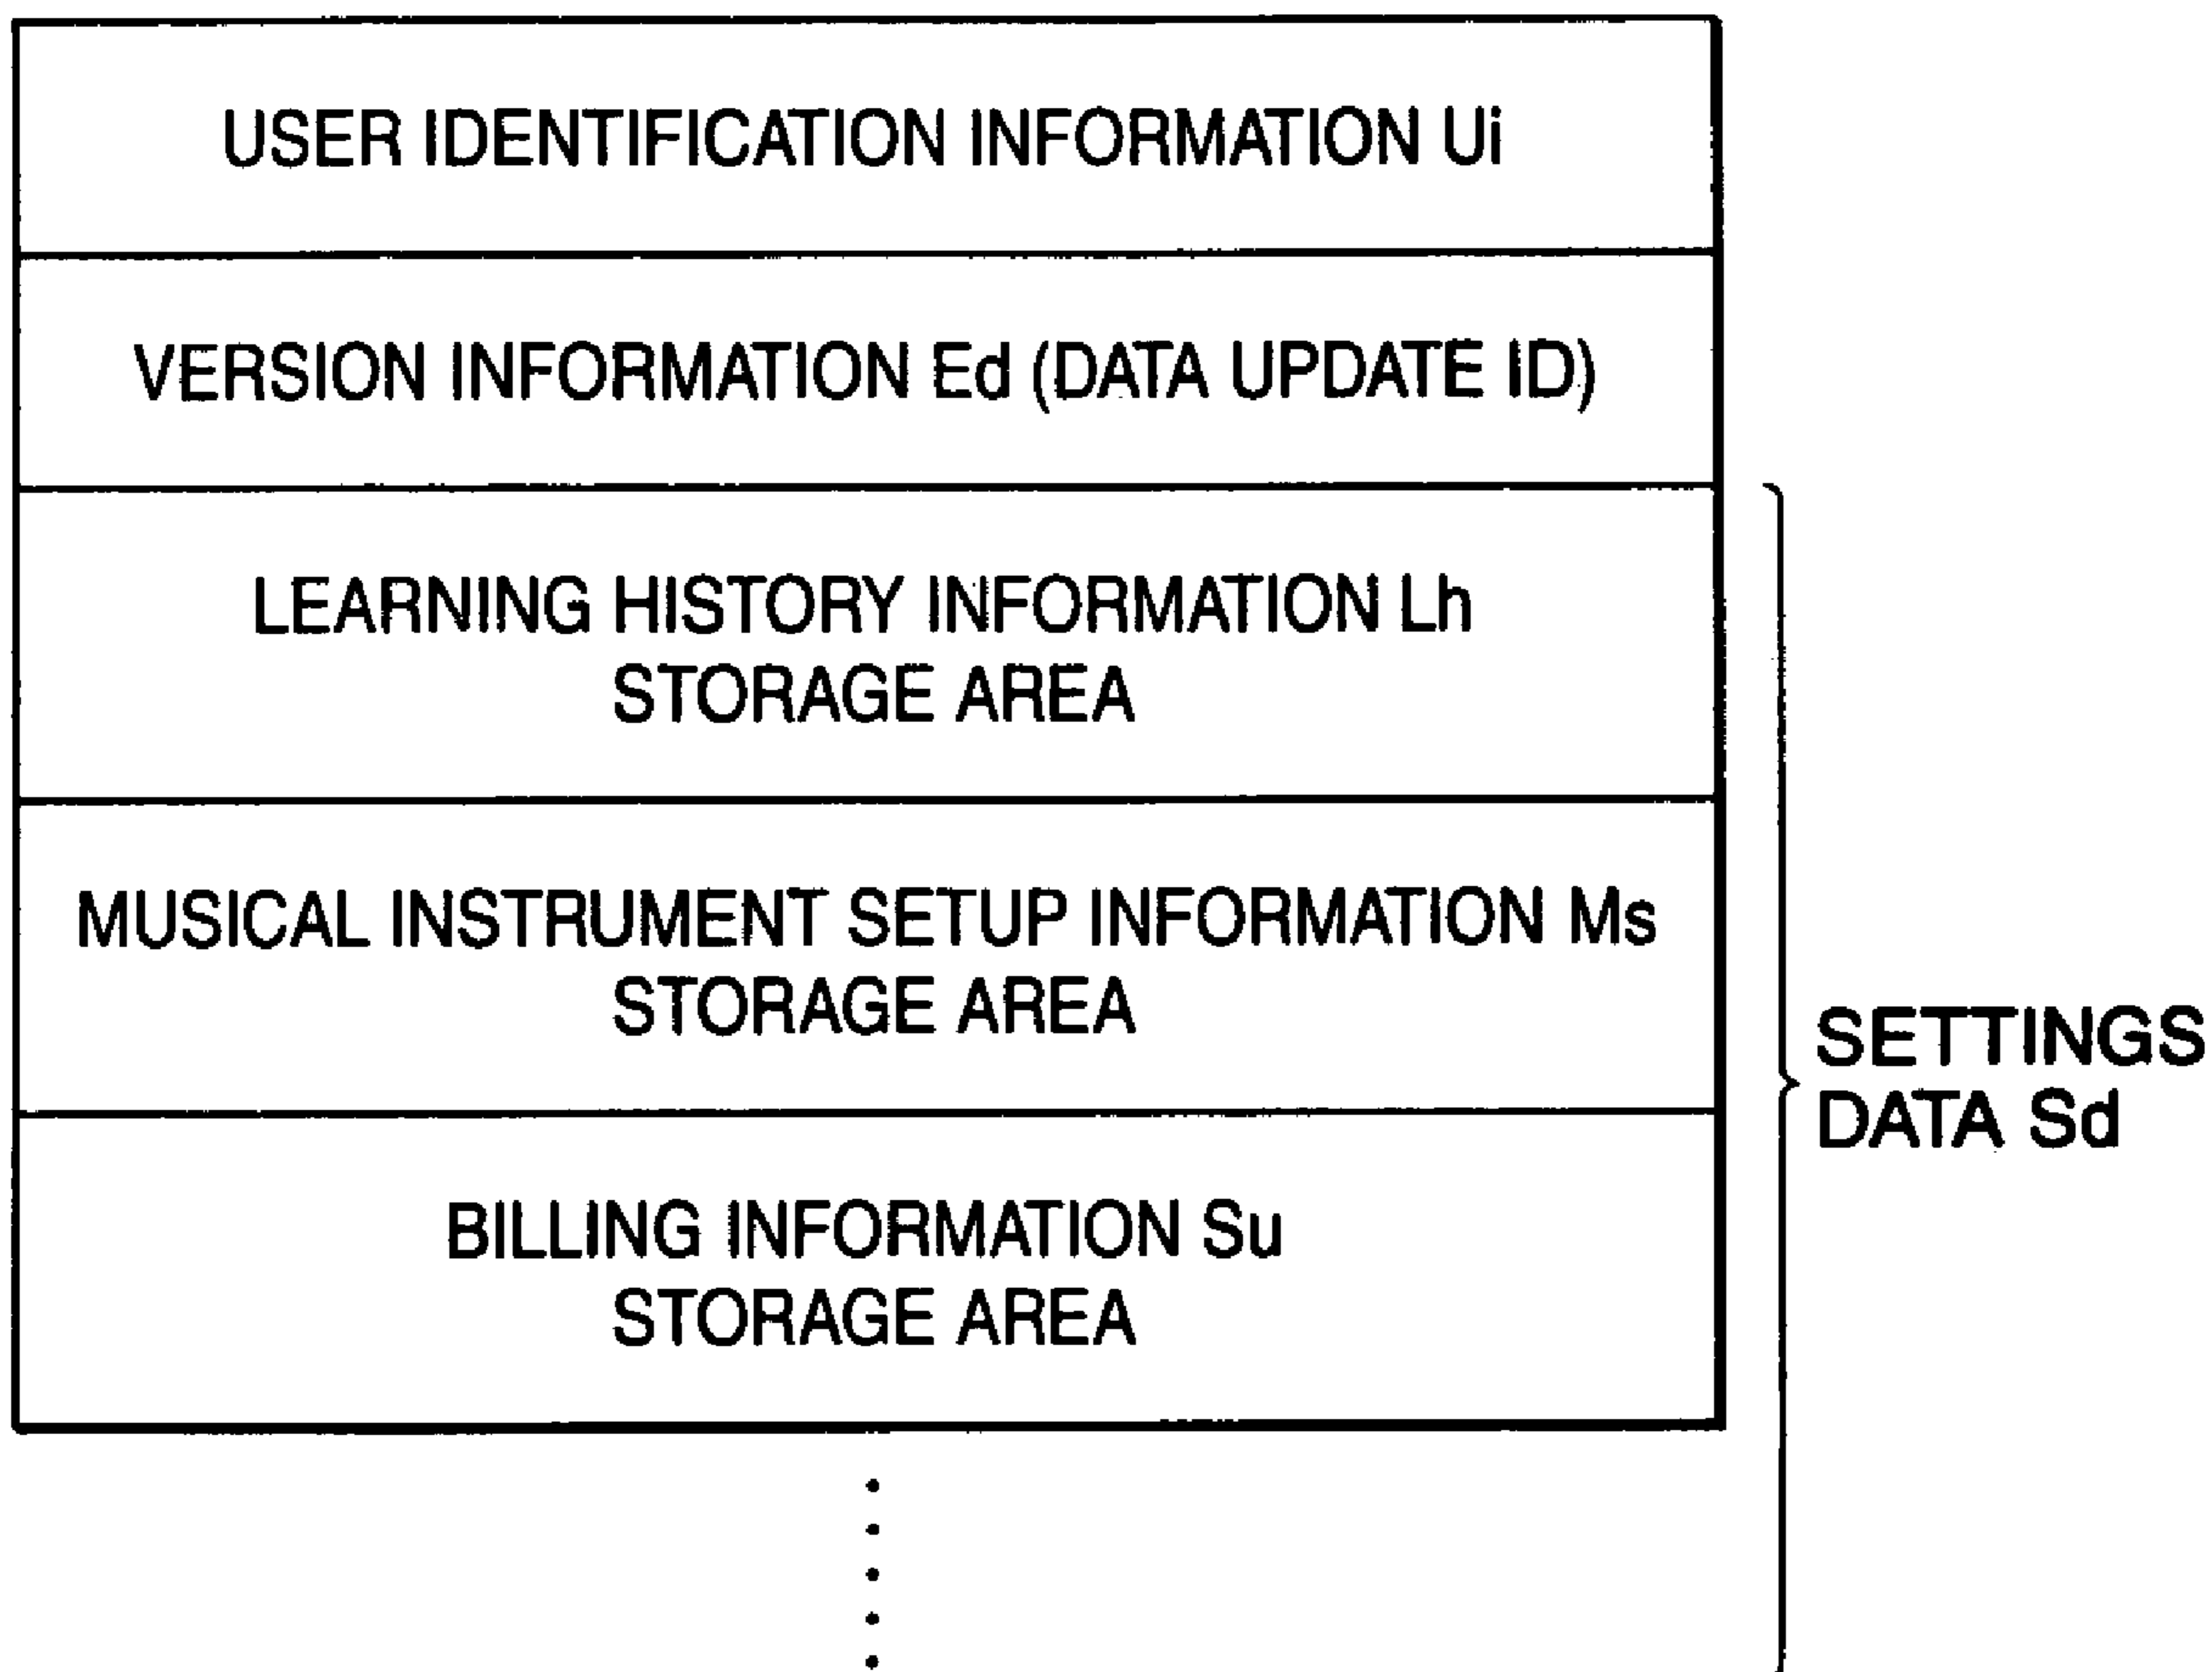 USER IDENTIFICATION INFORMATION Ui
VERSION INFORMATION Ed (DATA UPDATE ID)
LEARNING HISTORY INFORMATION Lh
STORAGE AREA
MUSICAL INSTRUMENT SETUP INFORMATION Ms
STORAGE AREA
SETTINGS
DATA Sd
BILLING INFORMATION Su
STORAGE AREA